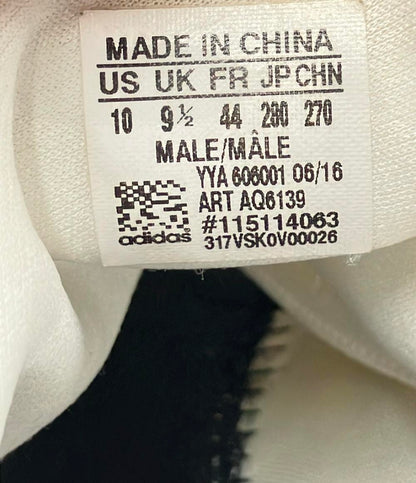 MADE IN CHINA
US UK FR JP CHN
10 9½ 44 280 270
MALE/MÂLE
YYA 606001 06/16
ART AQ6139
#115114063
adidas 317VSK0V00026